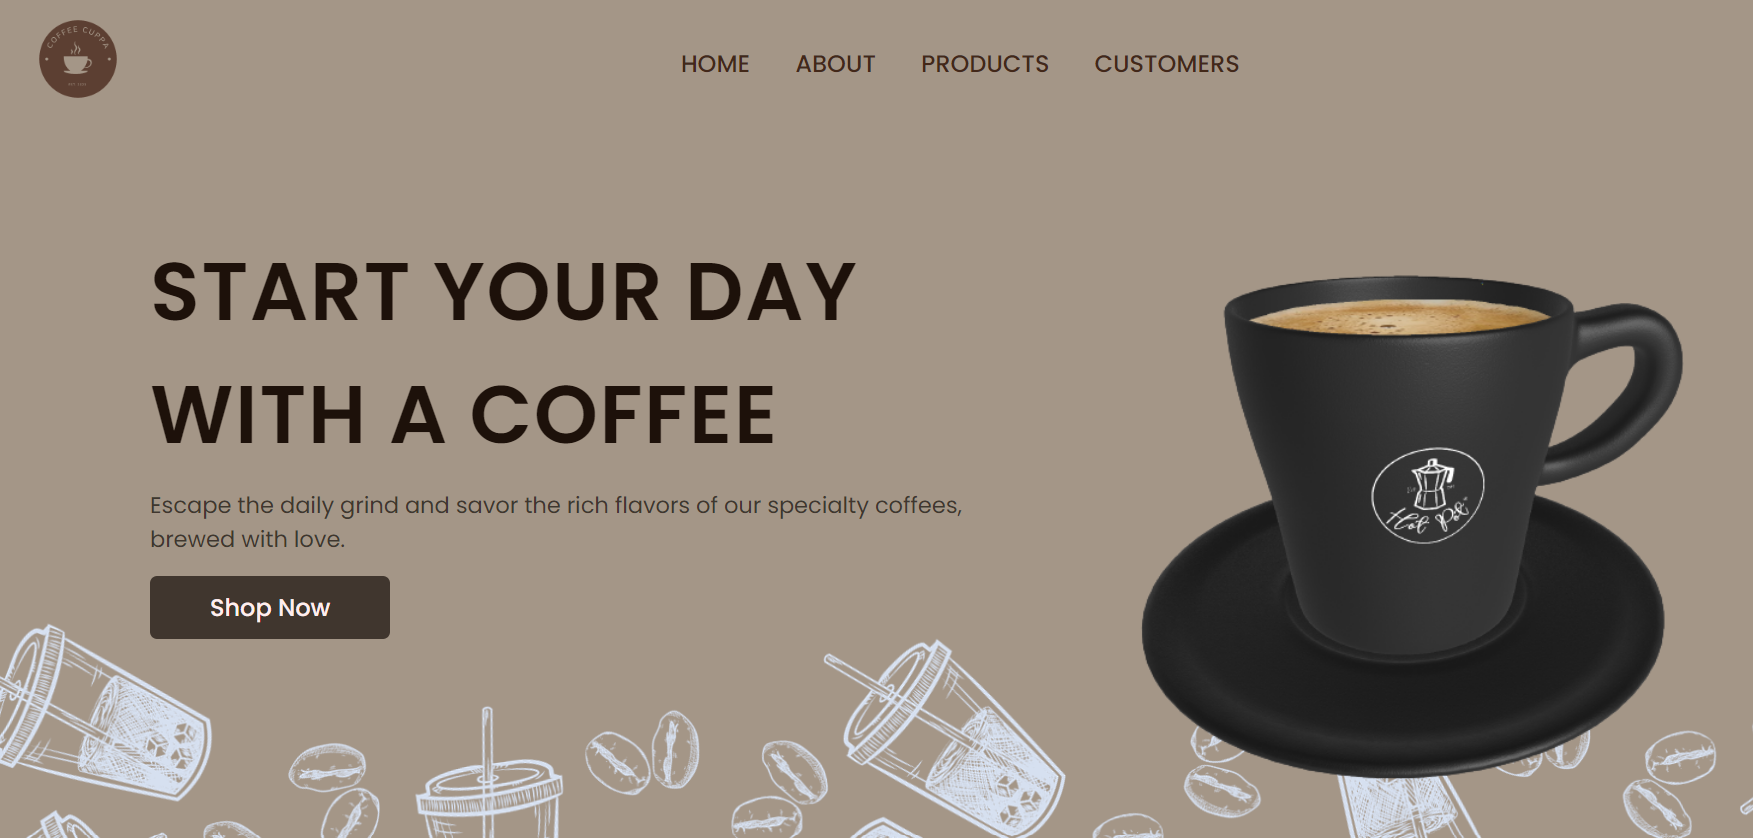 COFFEE CUPPA
HOME ABOUT PRODUCTS CUSTOMERS
START YOUR DAY
WITH A COFFEE
Escape the daily grind and savor the rich flavors of our specialty coffees,
brewed with love.
Shop Now
Hot Pot